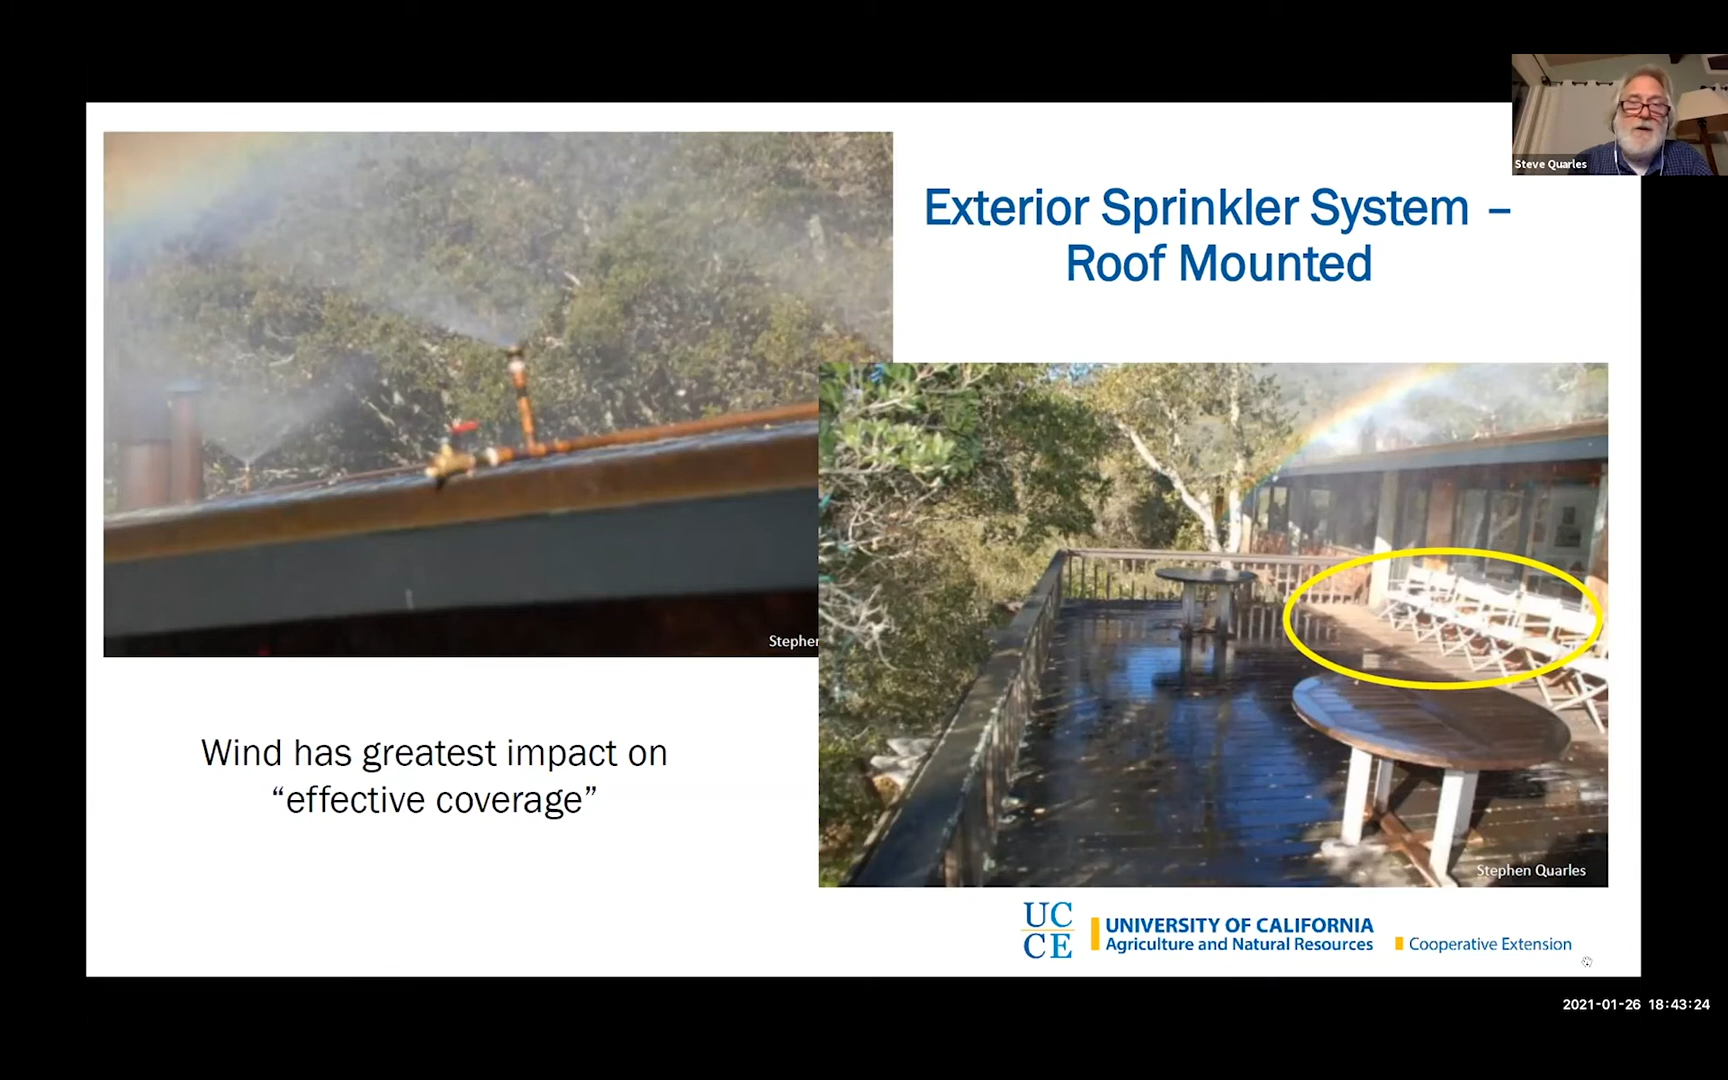 Steve Quarles
Exterior Sprinkler System –
Roof Mounted
Stephen
Wind has greatest impact on
“effective coverage”
Stephen Quarles
UC
CE
UNIVERSITY OF CALIFORNIA
Agriculture and Natural Resources
Cooperative Extension
2021-01-26 18:43:24